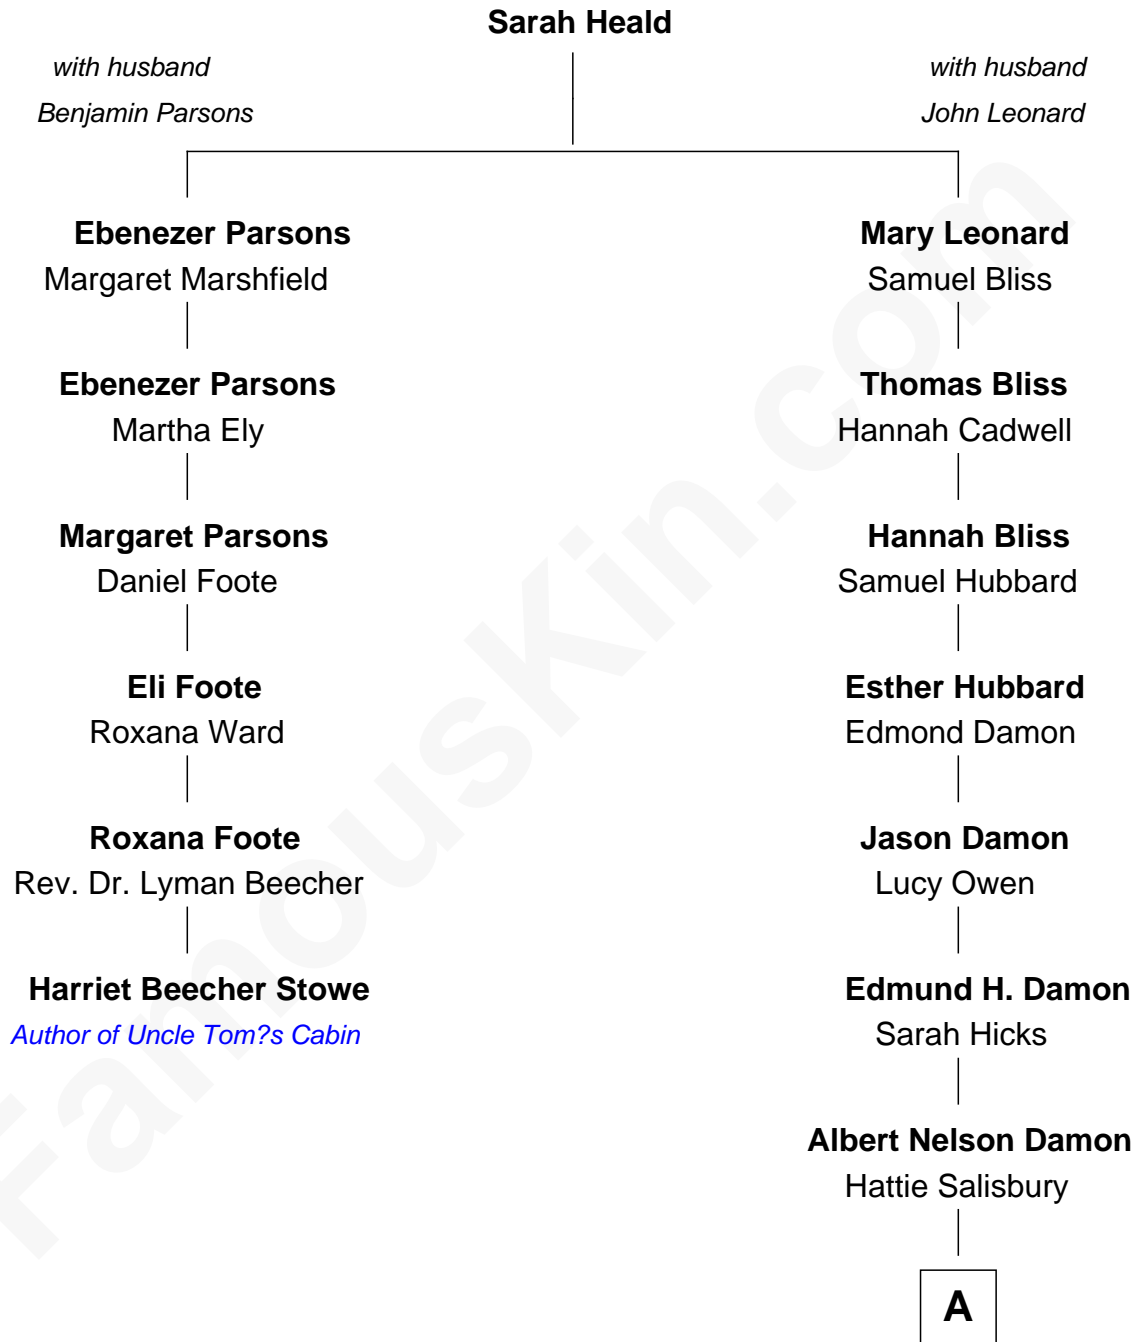 Sarah Heald
with husband
Benjamin Parsons
with husband
John Leonard
Ebenezer Parsons
Margaret Marshfield
Mary Leonard
Samuel Bliss
Ebenezer Parsons
Martha Ely
Thomas Bliss
Hannah Cadwell
Margaret Parsons
Daniel Foote
Hannah Bliss
Samuel Hubbard
Eli Foote
Roxana Ward
Esther Hubbard
Edmond Damon
Roxana Foote
Rev. Dr. Lyman Beecher
Jason Damon
Lucy Owen
Harriet Beecher Stowe
Author of Uncle Tom?s Cabin
Edmund H. Damon
Sarah Hicks
Albert Nelson Damon
Hattie Salisbury
A
FamousKin.com